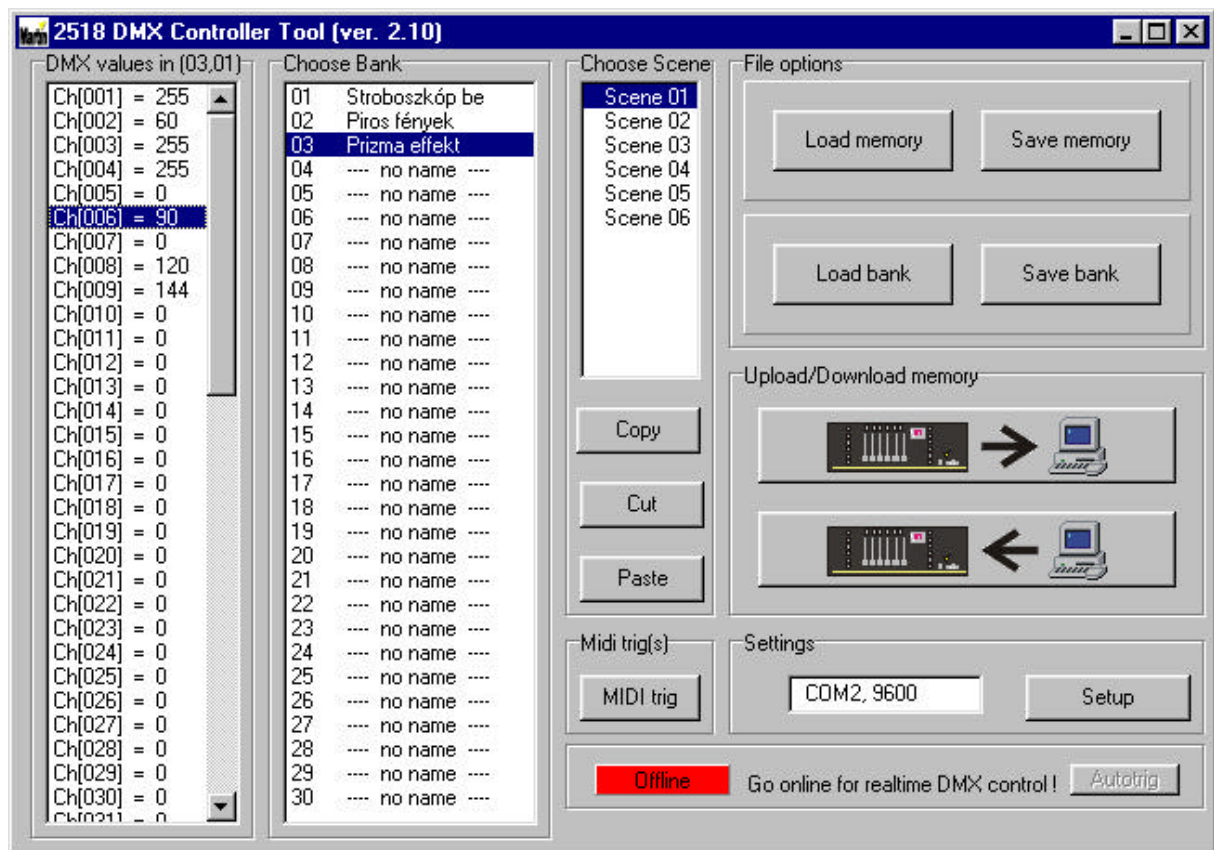 Martin 2518 DMX Controller Tool (ver. 2.10)
DMX values in (03,01)
Ch[001] = 255
Ch[002] = 60
Ch[003] = 255
Ch[004] = 255
Ch[005] = 0
Ch[006] = 90
Ch[007] = 0
Ch[008] = 120
Ch[009] = 144
Ch[010] = 0
Ch[011] = 0
Ch[012] = 0
Ch[013] = 0
Ch[014] = 0
Ch[015] = 0
Ch[016] = 0
Ch[017] = 0
Ch[018] = 0
Ch[019] = 0
Ch[020] = 0
Ch[021] = 0
Ch[022] = 0
Ch[023] = 0
Ch[024] = 0
Ch[025] = 0
Ch[026] = 0
Ch[027] = 0
Ch[028] = 0
Ch[029] = 0
Ch[030] = 0
Ch[031] = 0
Choose Bank
01 Stroboszkóp be
02 Piros fények
03 Prizma effekt
04 ---- no name ----
05 ---- no name ----
06 ---- no name ----
07 ---- no name ----
08 ---- no name ----
09 ---- no name ----
10 ---- no name ----
11 ---- no name ----
12 ---- no name ----
13 ---- no name ----
14 ---- no name ----
15 ---- no name ----
16 ---- no name ----
17 ---- no name ----
18 ---- no name ----
19 ---- no name ----
20 ---- no name ----
21 ---- no name ----
22 ---- no name ----
23 ---- no name ----
24 ---- no name ----
25 ---- no name ----
26 ---- no name ----
27 ---- no name ----
28 ---- no name ----
29 ---- no name ----
30 ---- no name ----
Choose Scene
Scene 01
Scene 02
Scene 03
Scene 04
Scene 05
Scene 06
Copy
Cut
Paste
Midi trig(s)
MIDI trig
File options
Load memory
Save memory
Load bank
Save bank
Upload/Download memory
Settings
COM2, 9600
Setup
Offline
Go online for realtime DMX control !
Autotrig